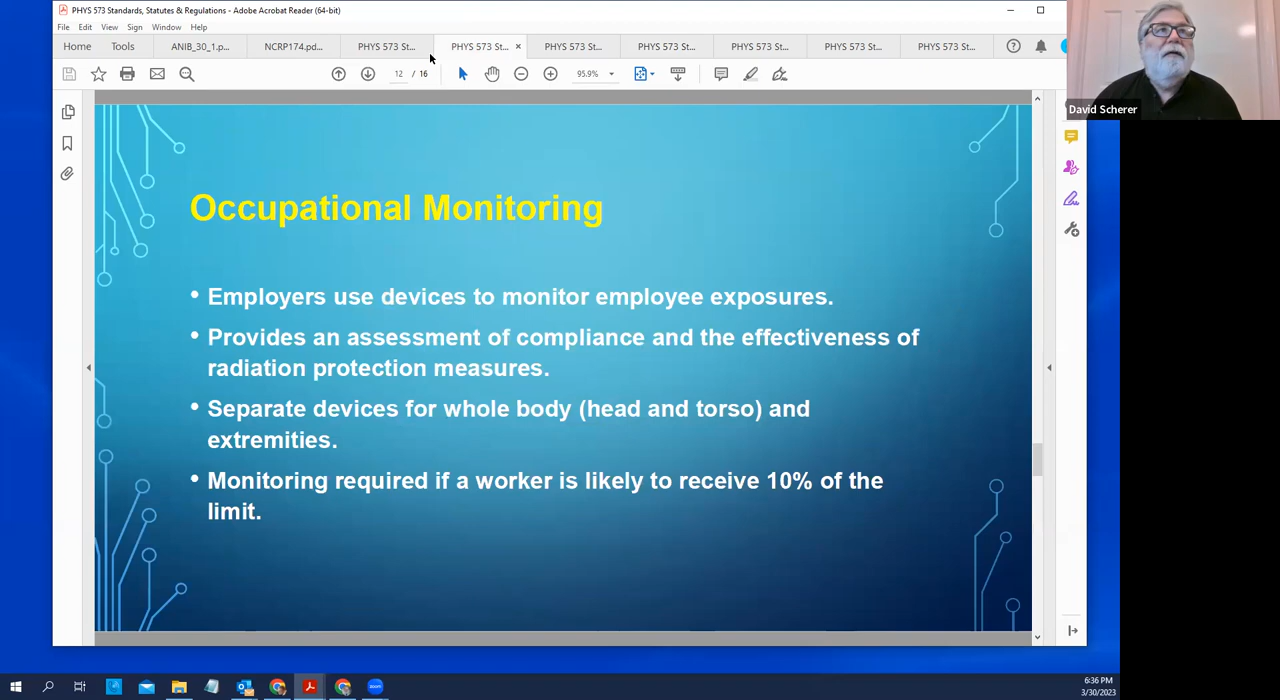 PHYS 573 Standards, Statutes & Regulations - Adobe Acrobat Reader (64-bit)
File Edit View Sign Window Help
Home Tools ANIB_30_1.p... NCRP174.pd... PHYS 573 St... PHYS 573 St... × PHYS 573 St... PHYS 573 St... PHYS 573 St... PHYS 573 St... PHYS 573 St...
12 / 16 95.9%
David Scherer
Occupational Monitoring
• Employers use devices to monitor employee exposures.
• Provides an assessment of compliance and the effectiveness of
radiation protection measures.
• Separate devices for whole body (head and torso) and
extremities.
• Monitoring required if a worker is likely to receive 10% of the
limit.
6:36 PM
3/30/2023